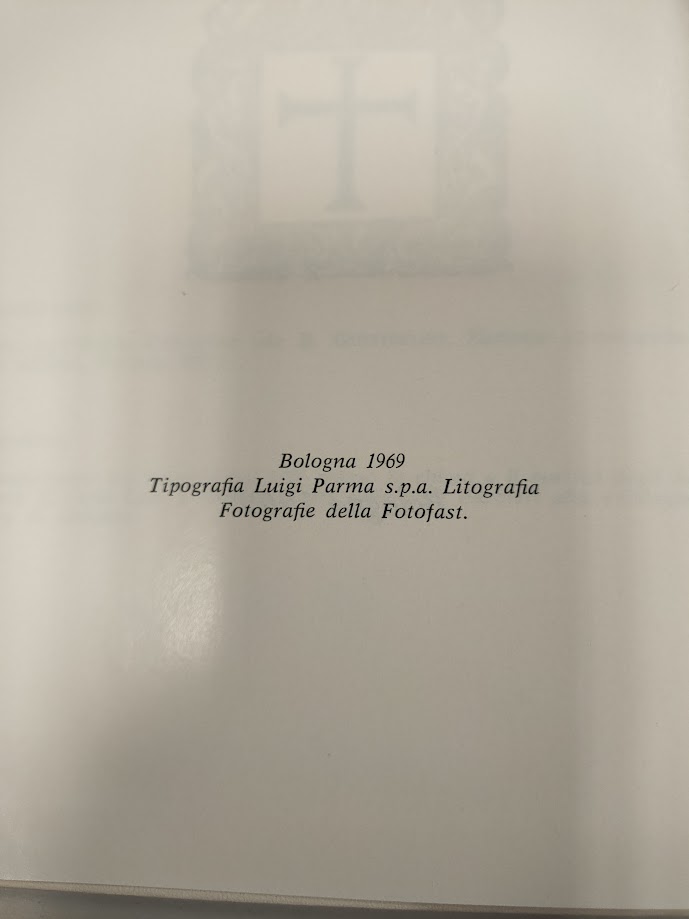 Bologna 1969
Tipografia Luigi Parma s.p.a. Litografia
Fotografie della Fotofast.